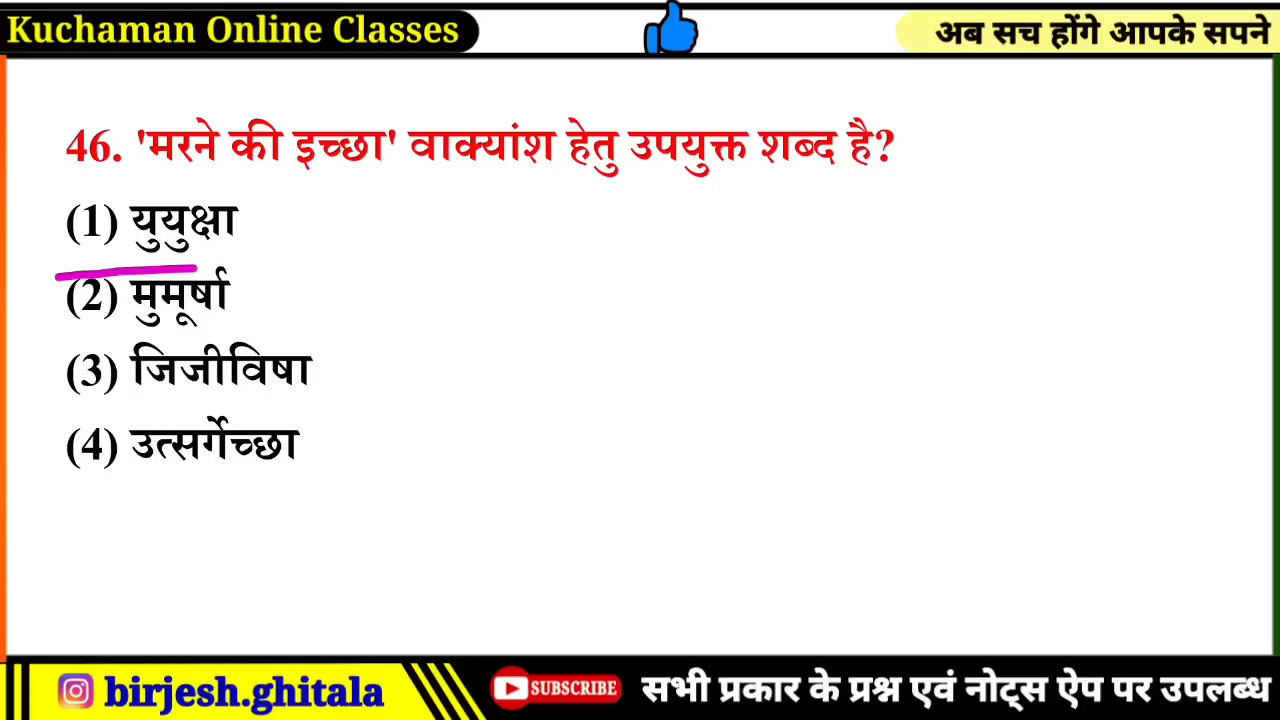 Kuchaman Online Classes
अब सच होंगे आपके सपने
46. 'मरने की इच्छा' वाक्यांश हेतु उपयुक्त शब्द है?
(1) युयुक्षा
(2) मुमूर्षा
(3) जिजीविषा
(4) उत्सर्गेच्छा
birjesh.ghitala
SUBSCRIBE
सभी प्रकार के प्रश्न एवं नोट्स ऐप पर उपलब्ध